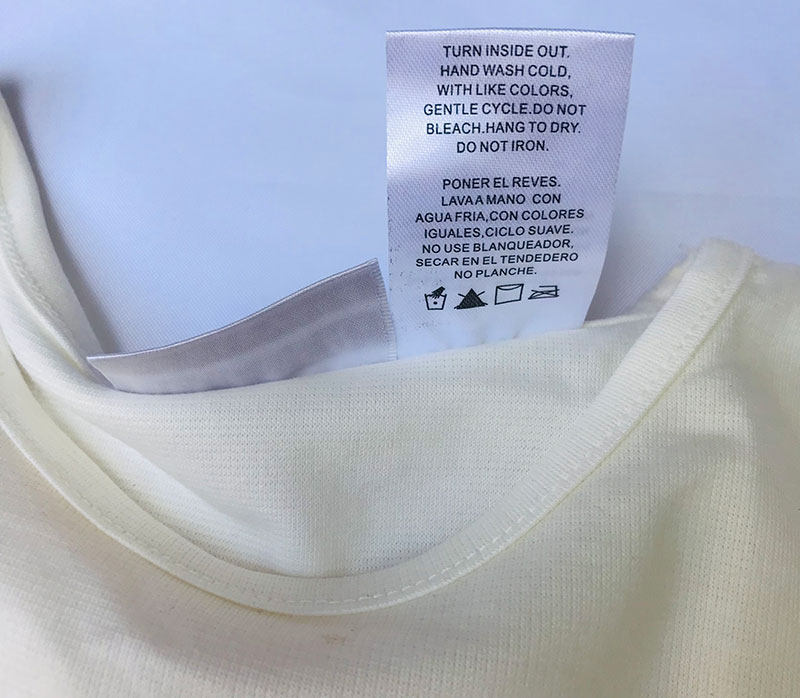 TURN INSIDE OUT.
HAND WASH COLD,
WITH LIKE COLORS,
GENTLE CYCLE.DO NOT
BLEACH.HANG TO DRY.
DO NOT IRON.
PONER EL REVES.
LAVA A MANO CON
AGUA FRIA,CON COLORES
IGUALES,CICLO SUAVE.
NO USE BLANQUEADOR,
SECAR EN EL TENDEDERO
NO PLANCHE.